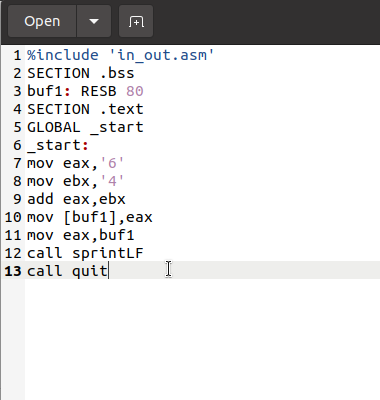 Open
1 %include 'in_out.asm'
2 SECTION .bss
3 buf1: RESB 80
4 SECTION .text
5 GLOBAL _start
6 _start:
7 mov eax,'6'
8 mov ebx,'4'
9 add eax,ebx
10 mov [buf1],eax
11 mov eax,buf1
12 call sprintLF
13 call quit